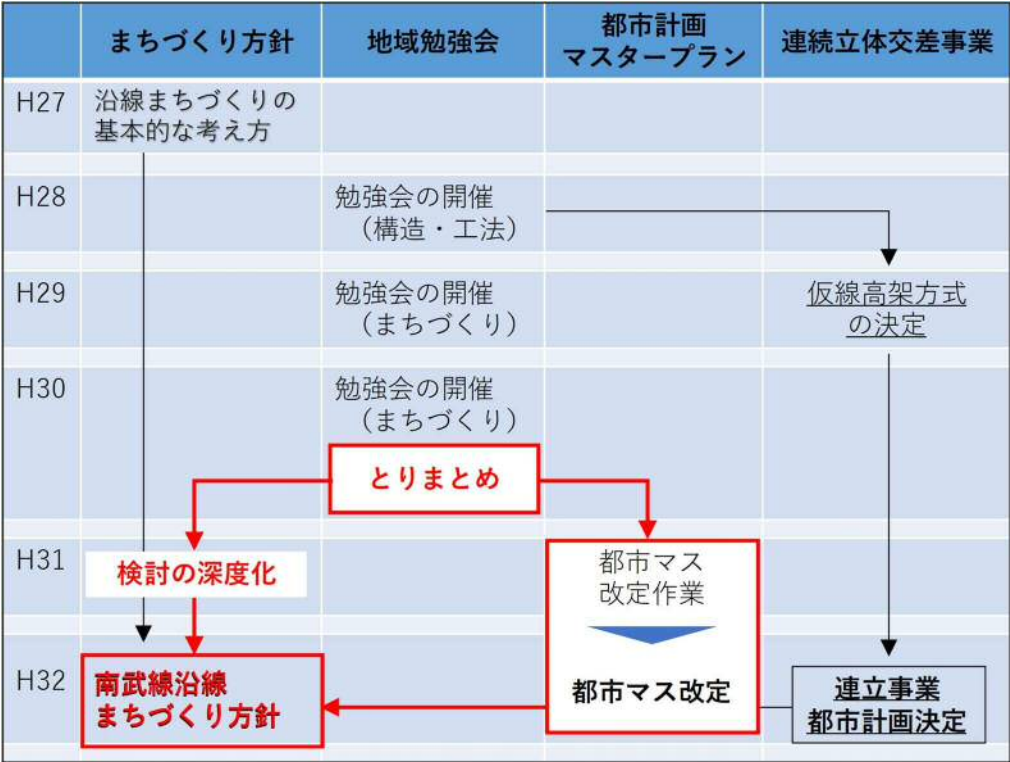 まちづくり方針
地域勉強会
都市計画
マスタープラン
連続立体交差事業
H27
沿線まちづくりの
基本的な考え方
H28
勉強会の開催
（構造・工法）
H29
勉強会の開催
（まちづくり）
仮線高架方式
の決定
H30
勉強会の開催
（まちづくり）
とりまとめ
H31
検討の深度化
都市マス
改定作業
H32
南武線沿線
まちづくり方針
都市マス改定
連立事業
都市計画決定